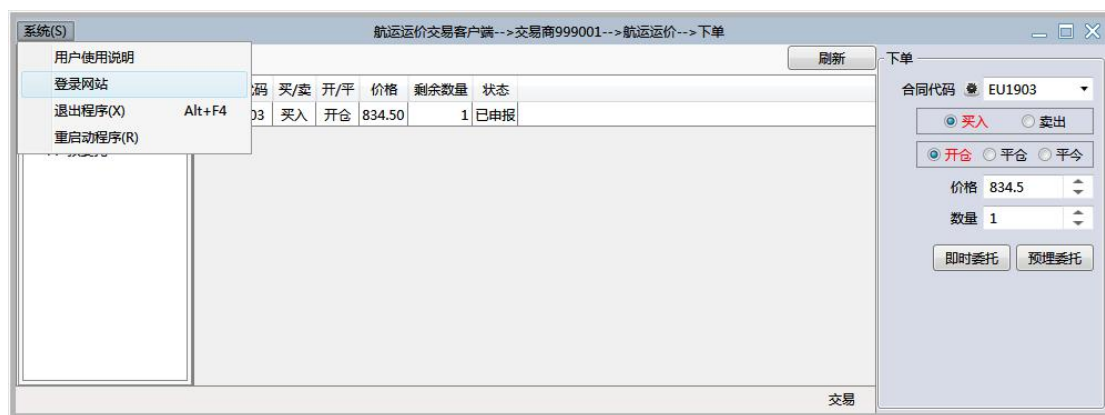 系统(S)
航运运价交易客户端-->交易商999001-->航运运价-->下单
用户使用说明
登录网站
退出程序(X) Alt+F4
重启动程序(R)
刷新
码 买/卖 开/平 价格 剩余数量 状态
03 买入 开仓 834.50 1 已申报
下单
合同代码 EU1903
买入 卖出
开仓 平仓 平今
价格 834.5
数量 1
即时委托 预埋委托
交易